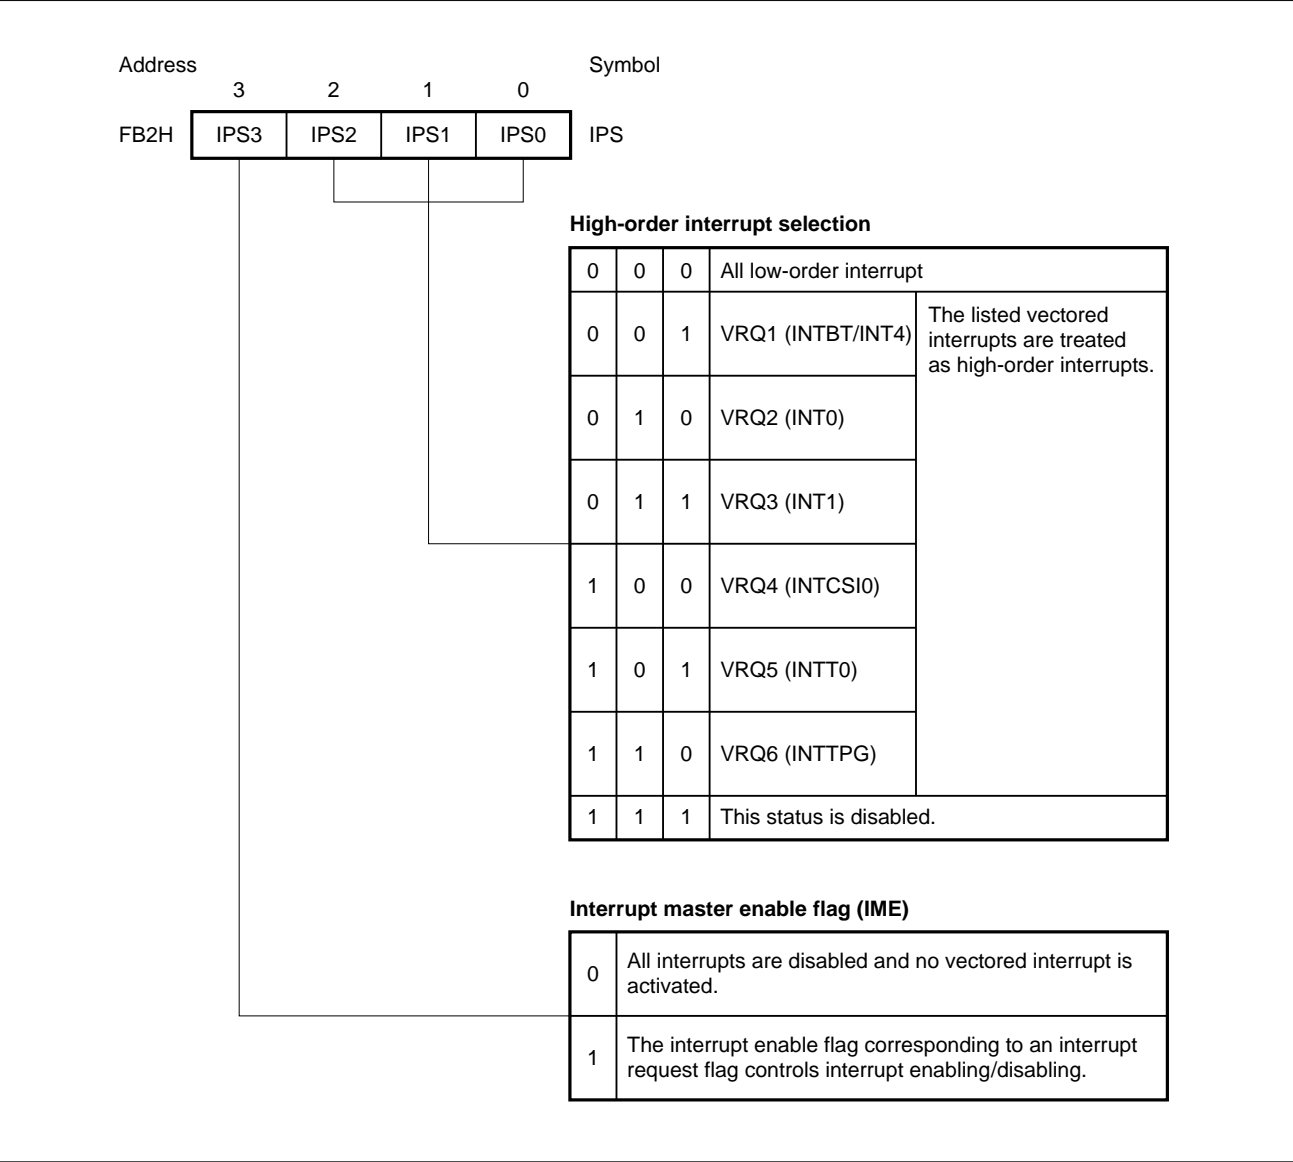 Address Symbol
3 2 1 0
FB2H IPS3 IPS2 IPS1 IPS0 IPS
High-order interrupt selection
0 0 0 All low-order interrupt
0 0 1 VRQ1 (INTBT/INT4) The listed vectored
interrupts are treated
as high-order interrupts.
0 1 0 VRQ2 (INT0)
0 1 1 VRQ3 (INT1)
1 0 0 VRQ4 (INTCSI0)
1 0 1 VRQ5 (INTT0)
1 1 0 VRQ6 (INTTPG)
1 1 1 This status is disabled.
Interrupt master enable flag (IME)
0 All interrupts are disabled and no vectored interrupt is
activated.
1 The interrupt enable flag corresponding to an interrupt
request flag controls interrupt enabling/disabling.